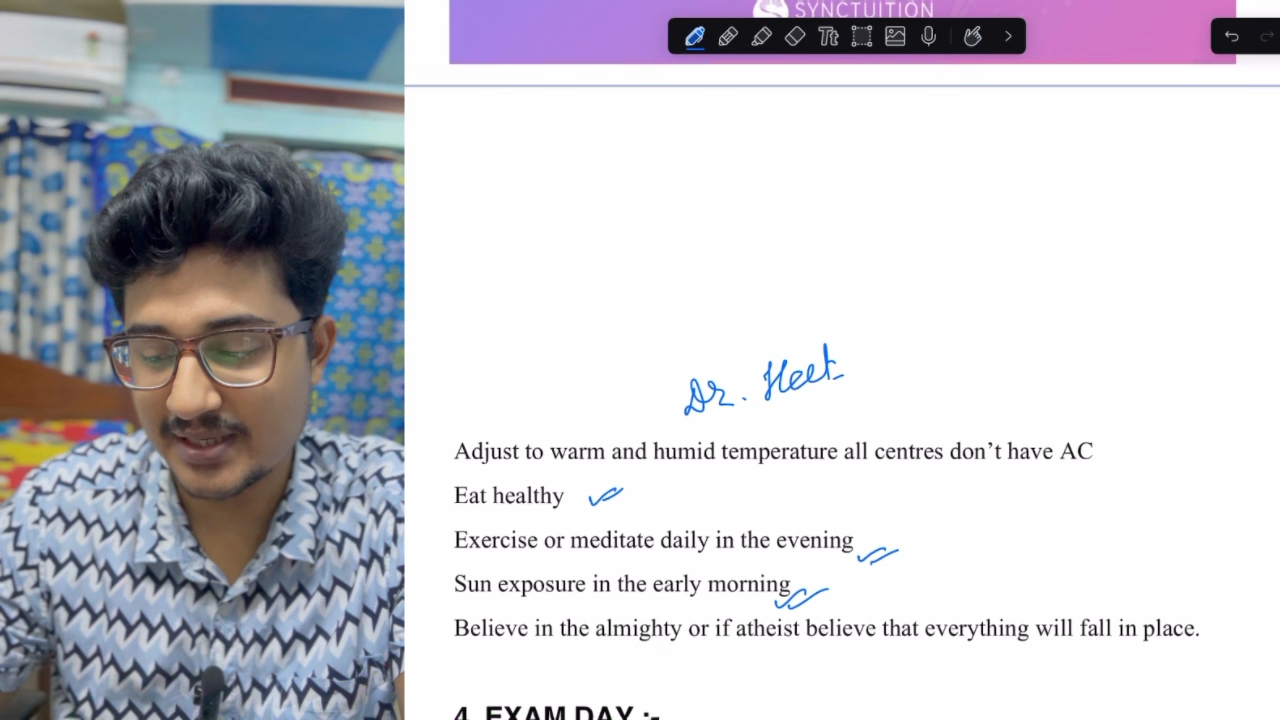 SYNCTUITION
Tt
Dr. Heet
Adjust to warm and humid temperature all centres don’t have AC
Eat healthy
Exercise or meditate daily in the evening
Sun exposure in the early morning
Believe in the almighty or if atheist believe that everything will fall in place.
4. EXAM DAY :-